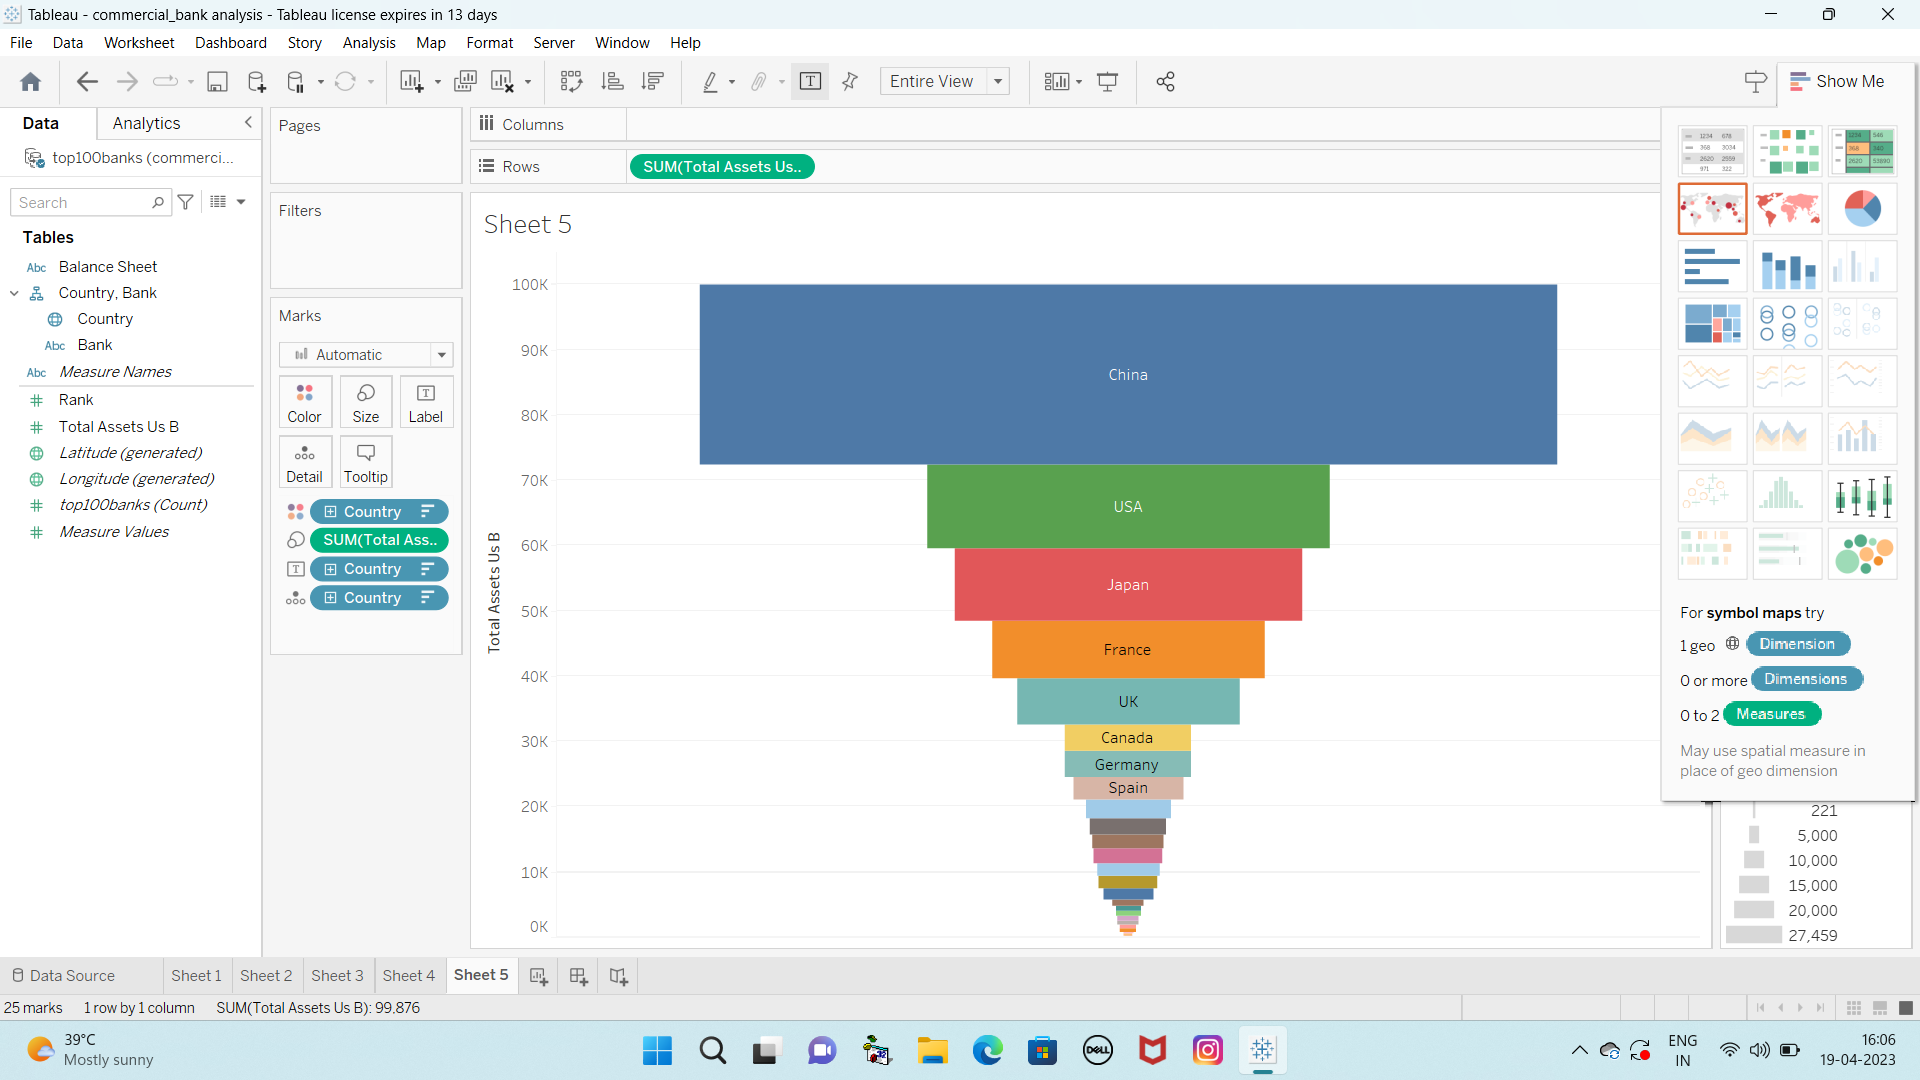 Tableau - commercial_bank analysis - Tableau license expires in 13 days
File Data Worksheet Dashboard Story Analysis Map Format Server Window Help
Entire View
Show Me
Data Analytics
top100banks (commerci...
Search
Tables
Abc Balance Sheet
Country, Bank
Country
Abc Bank
Abc Measure Names
Rank
Total Assets Us B
Latitude (generated)
Longitude (generated)
top100banks (Count)
Measure Values
Pages
Filters
Marks
Automatic
Color Size Label
Detail Tooltip
Country
SUM(Total Ass..
Country
Country
Columns
Rows SUM(Total Assets Us..
Sheet 5
Total Assets Us B
100K
90K
80K
70K
60K
50K
40K
30K
20K
10K
0K
China
USA
Japan
France
UK
Canada
Germany
Spain
For symbol maps try
1 geo Dimension
0 or more Dimensions
0 to 2 Measures
May use spatial measure in
place of geo dimension
221
5,000
10,000
15,000
20,000
27,459
Data Source Sheet 1 Sheet 2 Sheet 3 Sheet 4 Sheet 5
25 marks 1 row by 1 column SUM(Total Assets Us B): 99,876
39°C
Mostly sunny
DELL
ENG
IN
16:06
19-04-2023